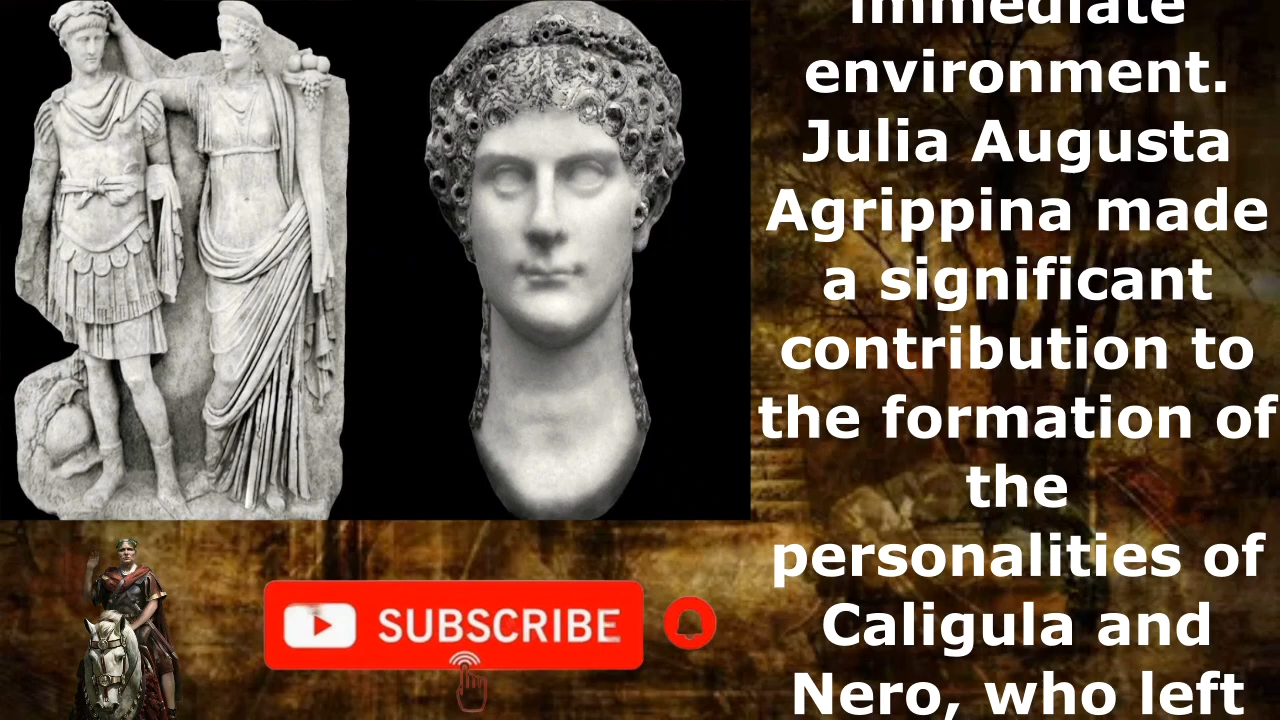 immediate
environment.
Julia Augusta
Agrippina made
a significant
contribution to
the formation of
the
personalities of
Caligula and
Nero, who left
SUBSCRIBE